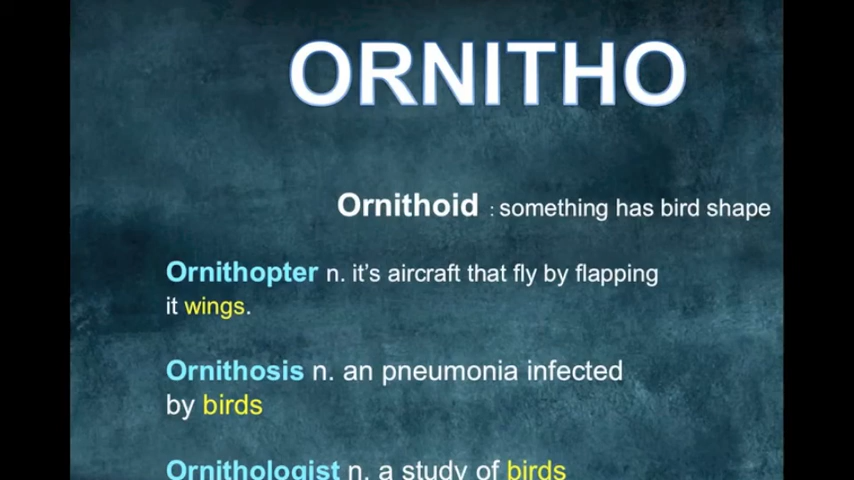 ORNITHO
Ornithoid : something has bird shape
Ornithopter n. it's aircraft that fly by flapping
it wings.
Ornithosis n. an pneumonia infected
by birds
Ornithologist n. a study of birds